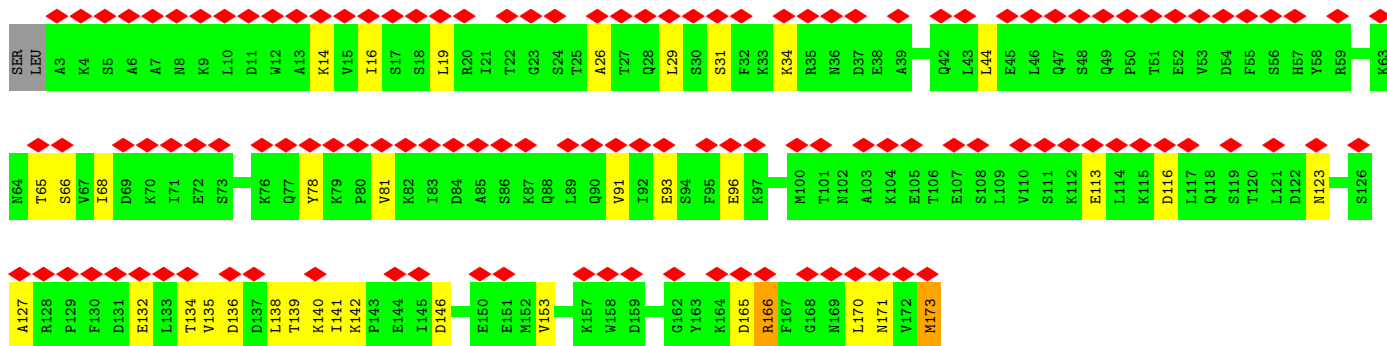 SER LEU A3 K4 S5 A6 A7 N8 K9 L10 D11 W12 A13 K14 V15 I16 S17 S18 L19 R20 I21 T22 G23 S24 T25 A26 T27 Q28 L29 S30 S31 F32 K33 K34 R35 N36 D37 E38 A39 Q42 L43 L44 E45 L46 Q47 S48 Q49 P50 T51 E52 V53 D54 F55 S56 H57 Y58 R59 K63
N64 T65 S66 V67 I68 D69 K70 I71 E72 S73 K76 Q77 Y78 K79 P80 V81 K82 I83 D84 A85 S86 K87 Q88 L89 Q90 V91 I92 E93 S94 F95 E96 K97 M100 T101 N102 A103 K104 E105 T106 E107 S108 L109 V110 S111 K112 E113 L114 K115 D116 L117 Q118 S119 T120 L121 D122 N123 S126
A127 R128 P129 F130 D131 E132 L133 T134 V135 D136 D137 L138 T139 K140 I141 K142 P143 E144 I145 D146 E150 E151 M152 V153 K157 W158 D159 G162 Y163 K164 D165 R166 F167 G168 N169 L170 N171 V172 M173